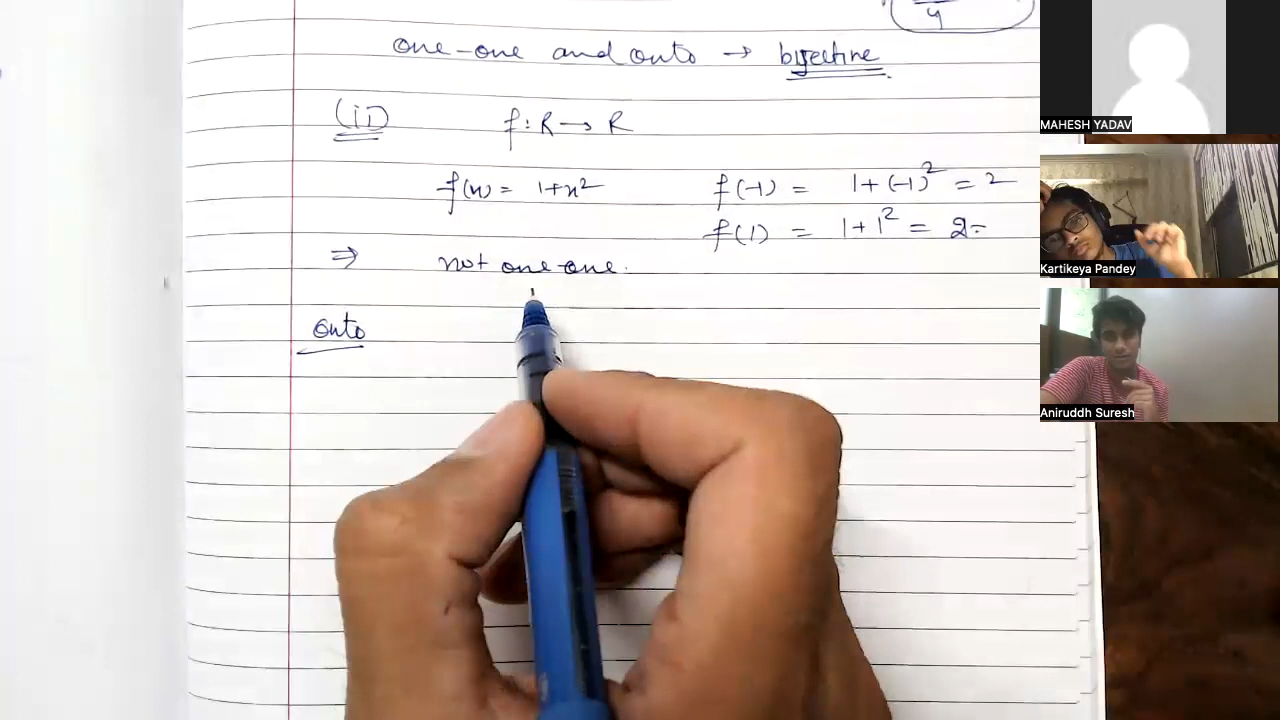 4
one-one and onto → bijective
(ii) f : R → R
f(x) = 1+x² f(-1) = 1+(-1)² = 2
f(1) = 1+1² = 2
⇒ not one-one.
onto
MAHESH YADAV
Kartikeya Pandey
Aniruddh Suresh